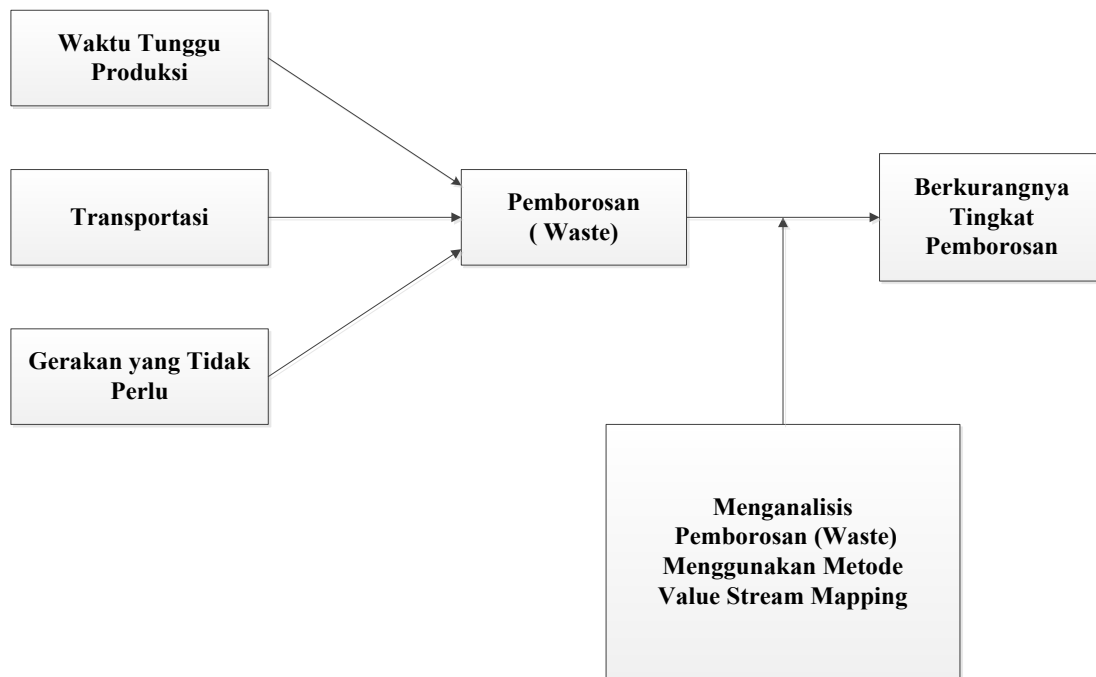 Waktu Tunggu
Produksi
Transportasi
Gerakan yang Tidak
Perlu
Pemborosan
( Waste)
Berkurangnya
Tingkat
Pemborosan
Menganalisis
Pemborosan (Waste)
Menggunakan Metode
Value Stream Mapping